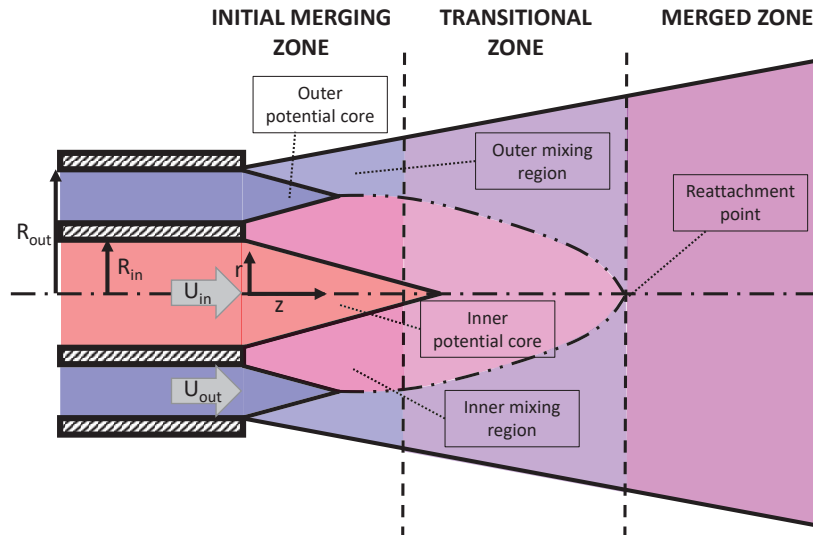 INITIAL MERGING
ZONE
TRANSITIONAL
ZONE
MERGED ZONE
Outer
potential core
Outer mixing
region
Reattachment
point
R_out
R_in
r
U_in
z
Inner
potential core
U_out
Inner mixing
region